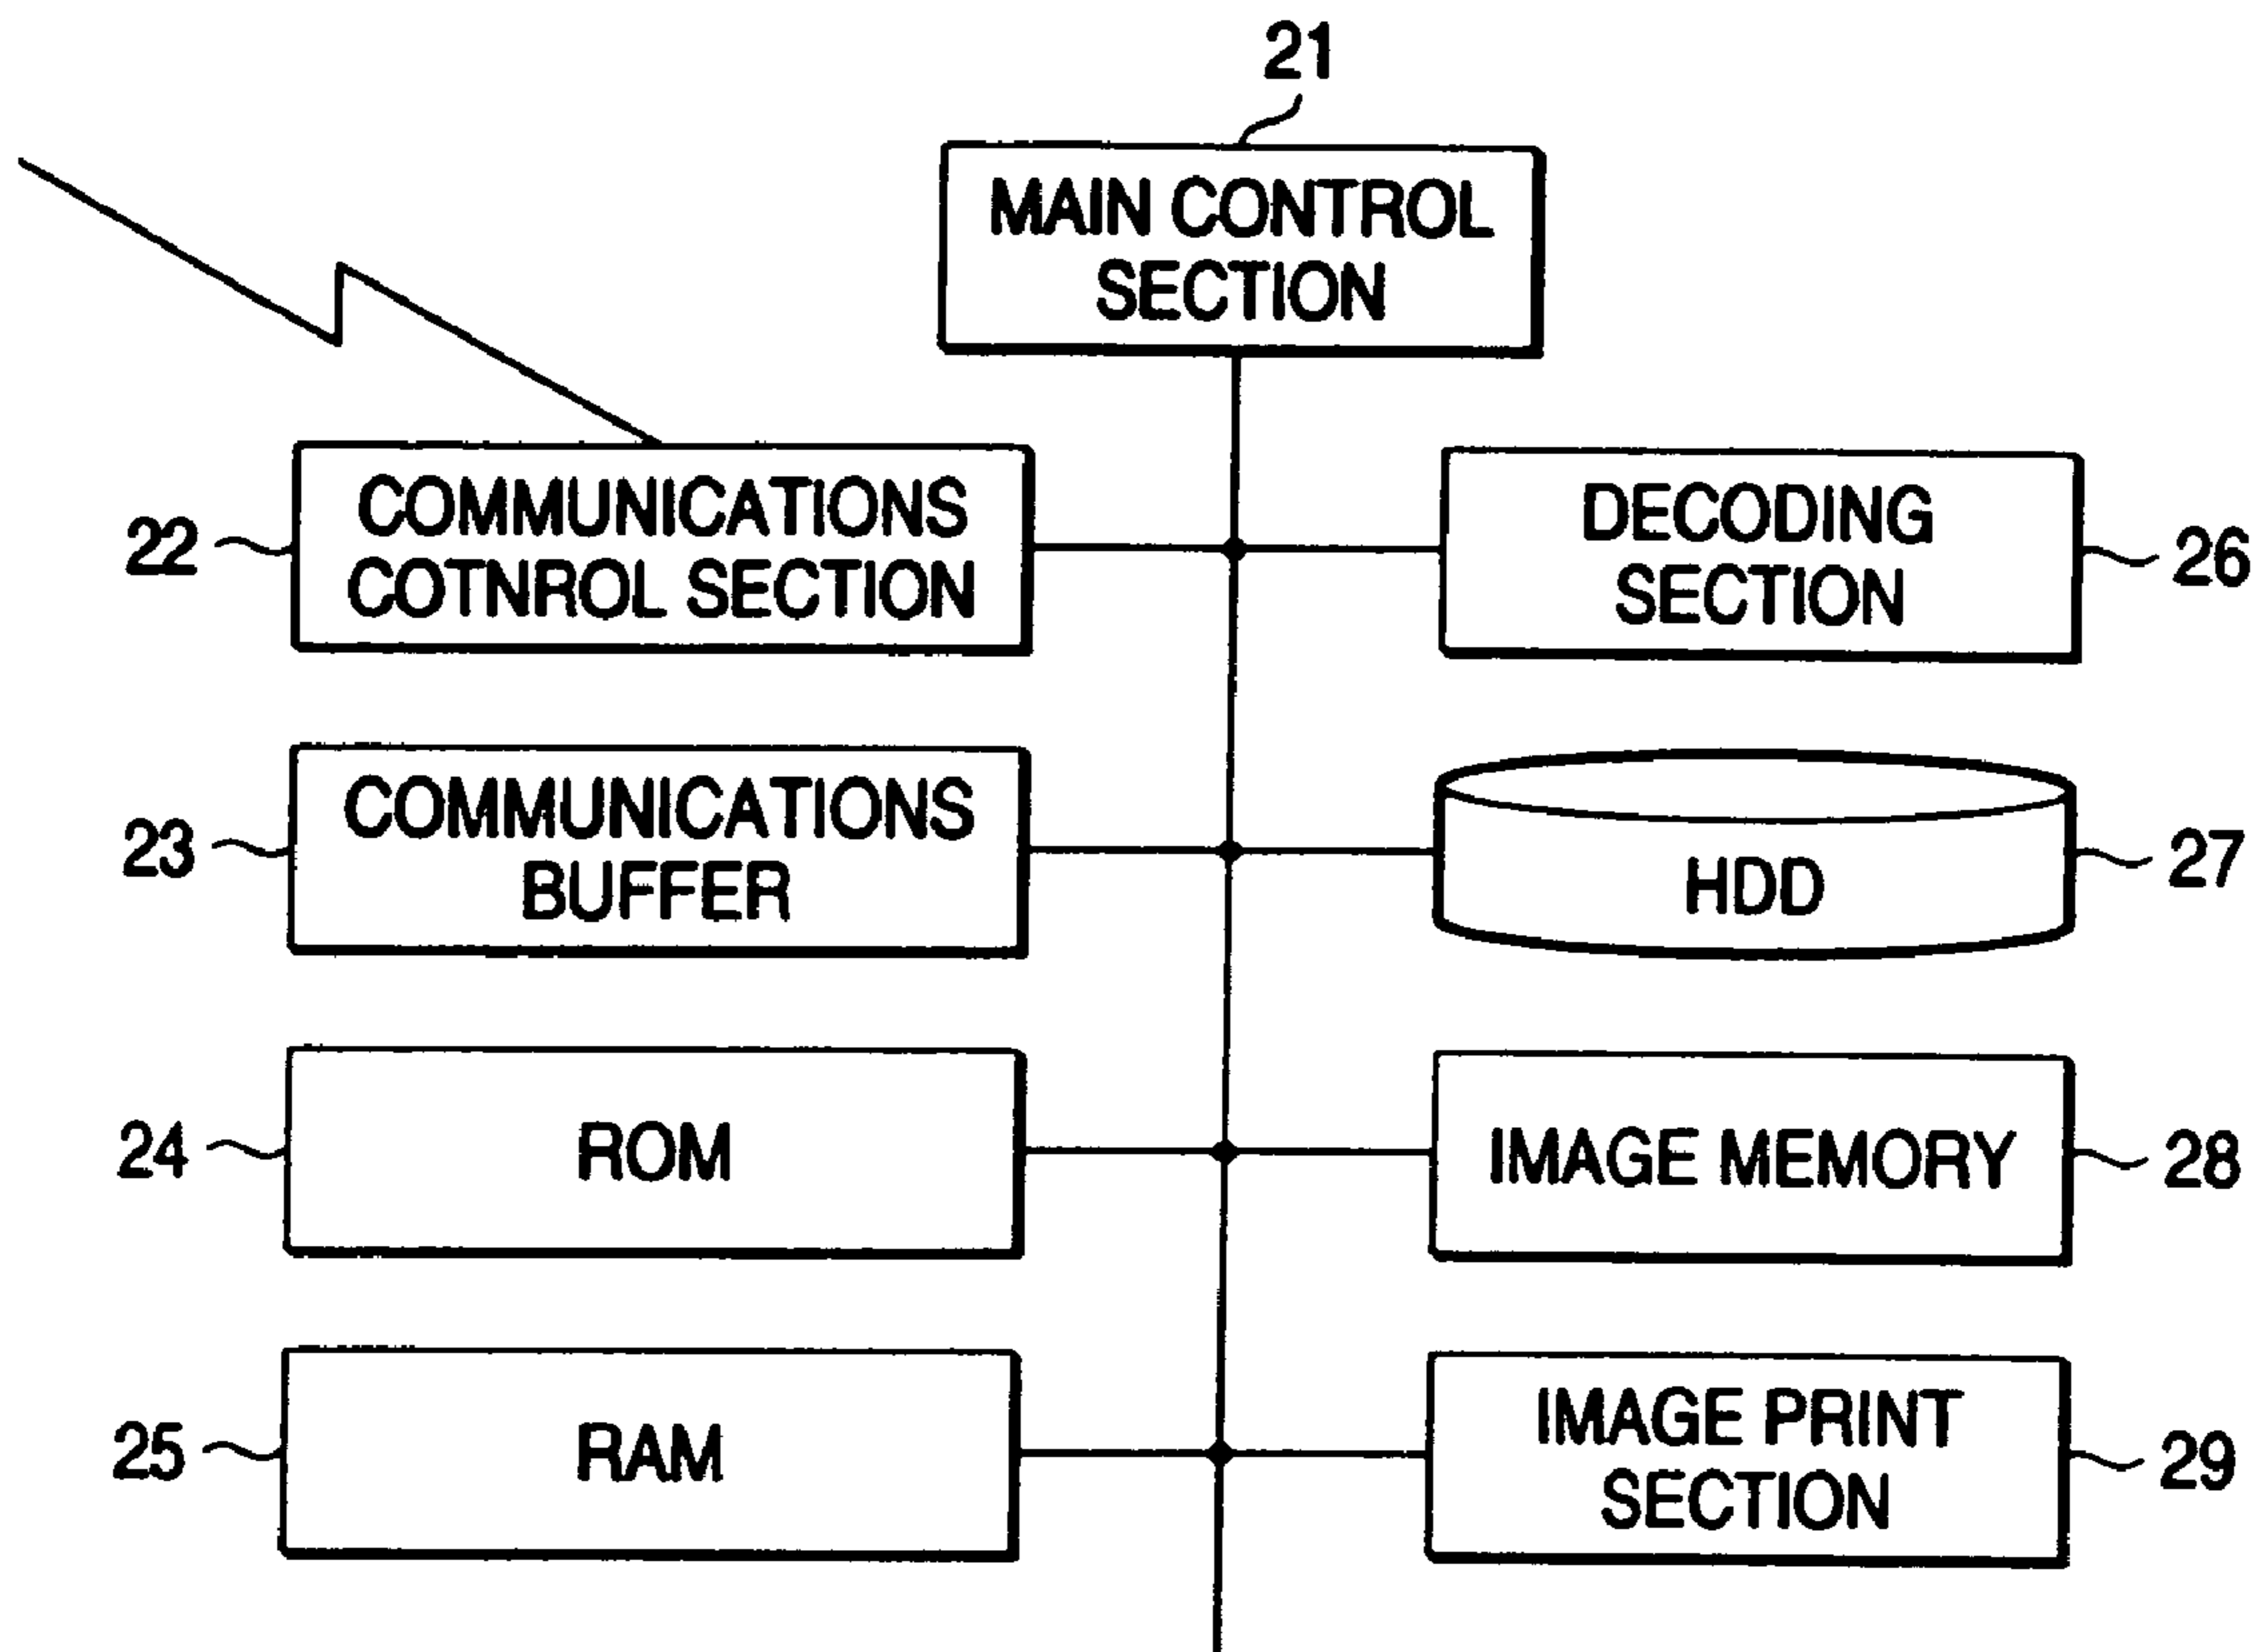 21
MAIN CONTROL
SECTION
22
COMMUNICATIONS
COTNROL SECTION
DECODING
SECTION
26
23
COMMUNICATIONS
BUFFER
HDD
27
24
ROM
IMAGE MEMORY
28
25
RAM
IMAGE PRINT
SECTION
29